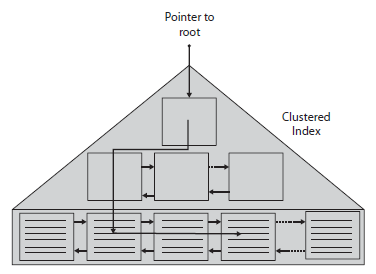 Pointer to
root
Clustered
Index